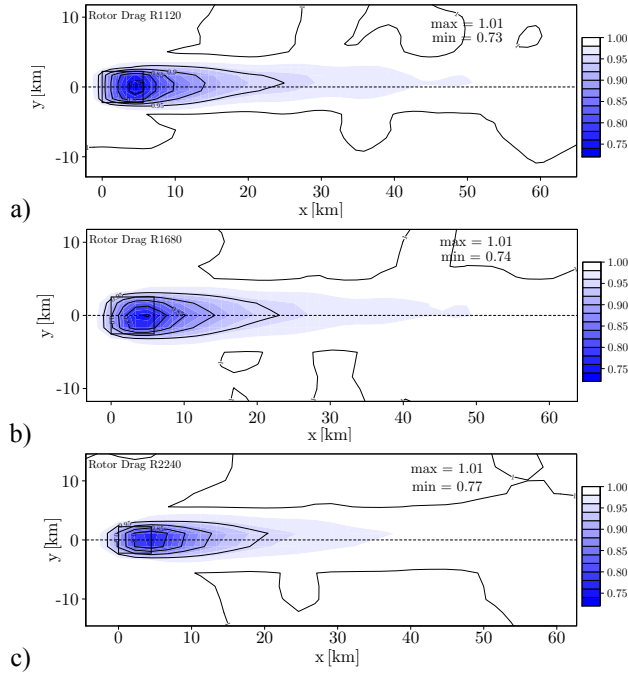 Rotor Drag R1120
max = 1.01
min = 0.73
y [km]
10
0
-10
0 10 20 30 40 50 60
x [km]
1.00
0.95
0.90
0.85
0.80
0.75
a)
Rotor Drag R1680
max = 1.01
min = 0.74
y [km]
10
0
-10
0 10 20 30 40 50 60
x [km]
1.00
0.95
0.90
0.85
0.80
0.75
b)
Rotor Drag R2240
max = 1.01
min = 0.77
y [km]
10
0
-10
0 10 20 30 40 50 60
x [km]
1.00
0.95
0.90
0.85
0.80
0.75
c)